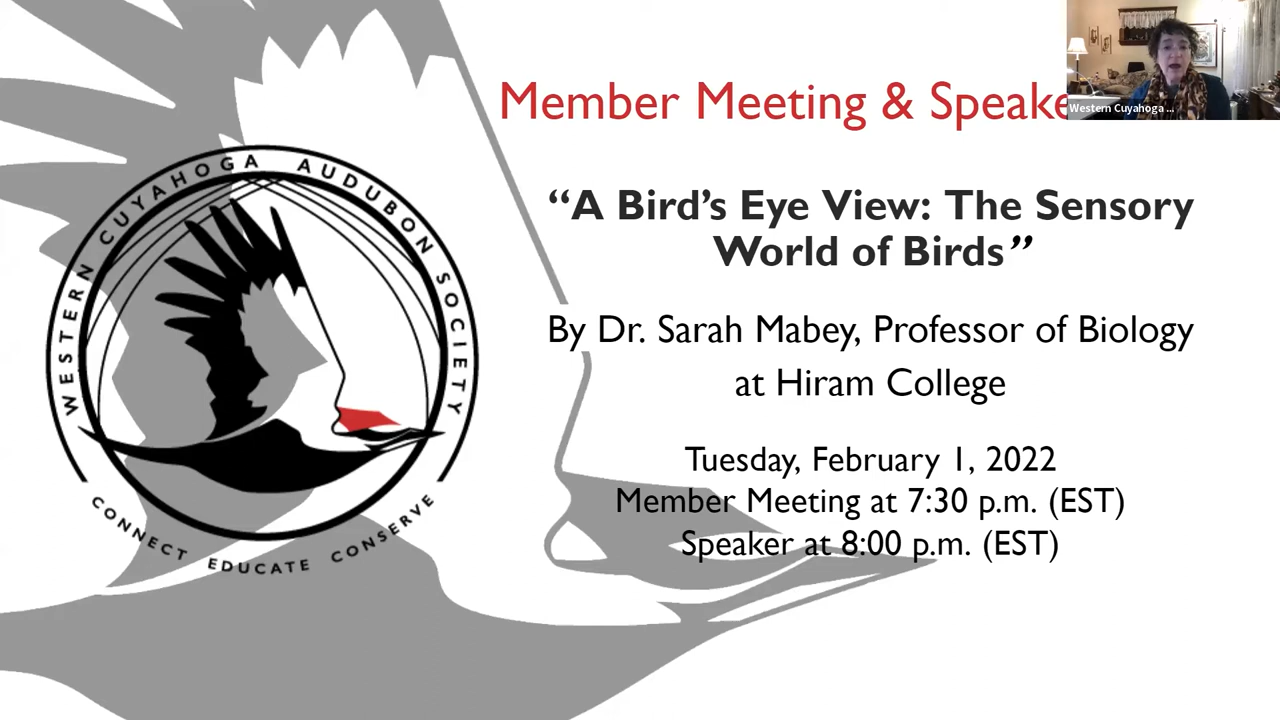 Member Meeting & Speake
Western Cuyahoga ...
“A Bird’s Eye View: The Sensory
World of Birds”
By Dr. Sarah Mabey, Professor of Biology
at Hiram College
Tuesday, February 1, 2022
Member Meeting at 7:30 p.m. (EST)
Speaker at 8:00 p.m. (EST)
WESTERN CUYAHOGA AUDUBON SOCIETY
CONNECT EDUCATE CONSERVE